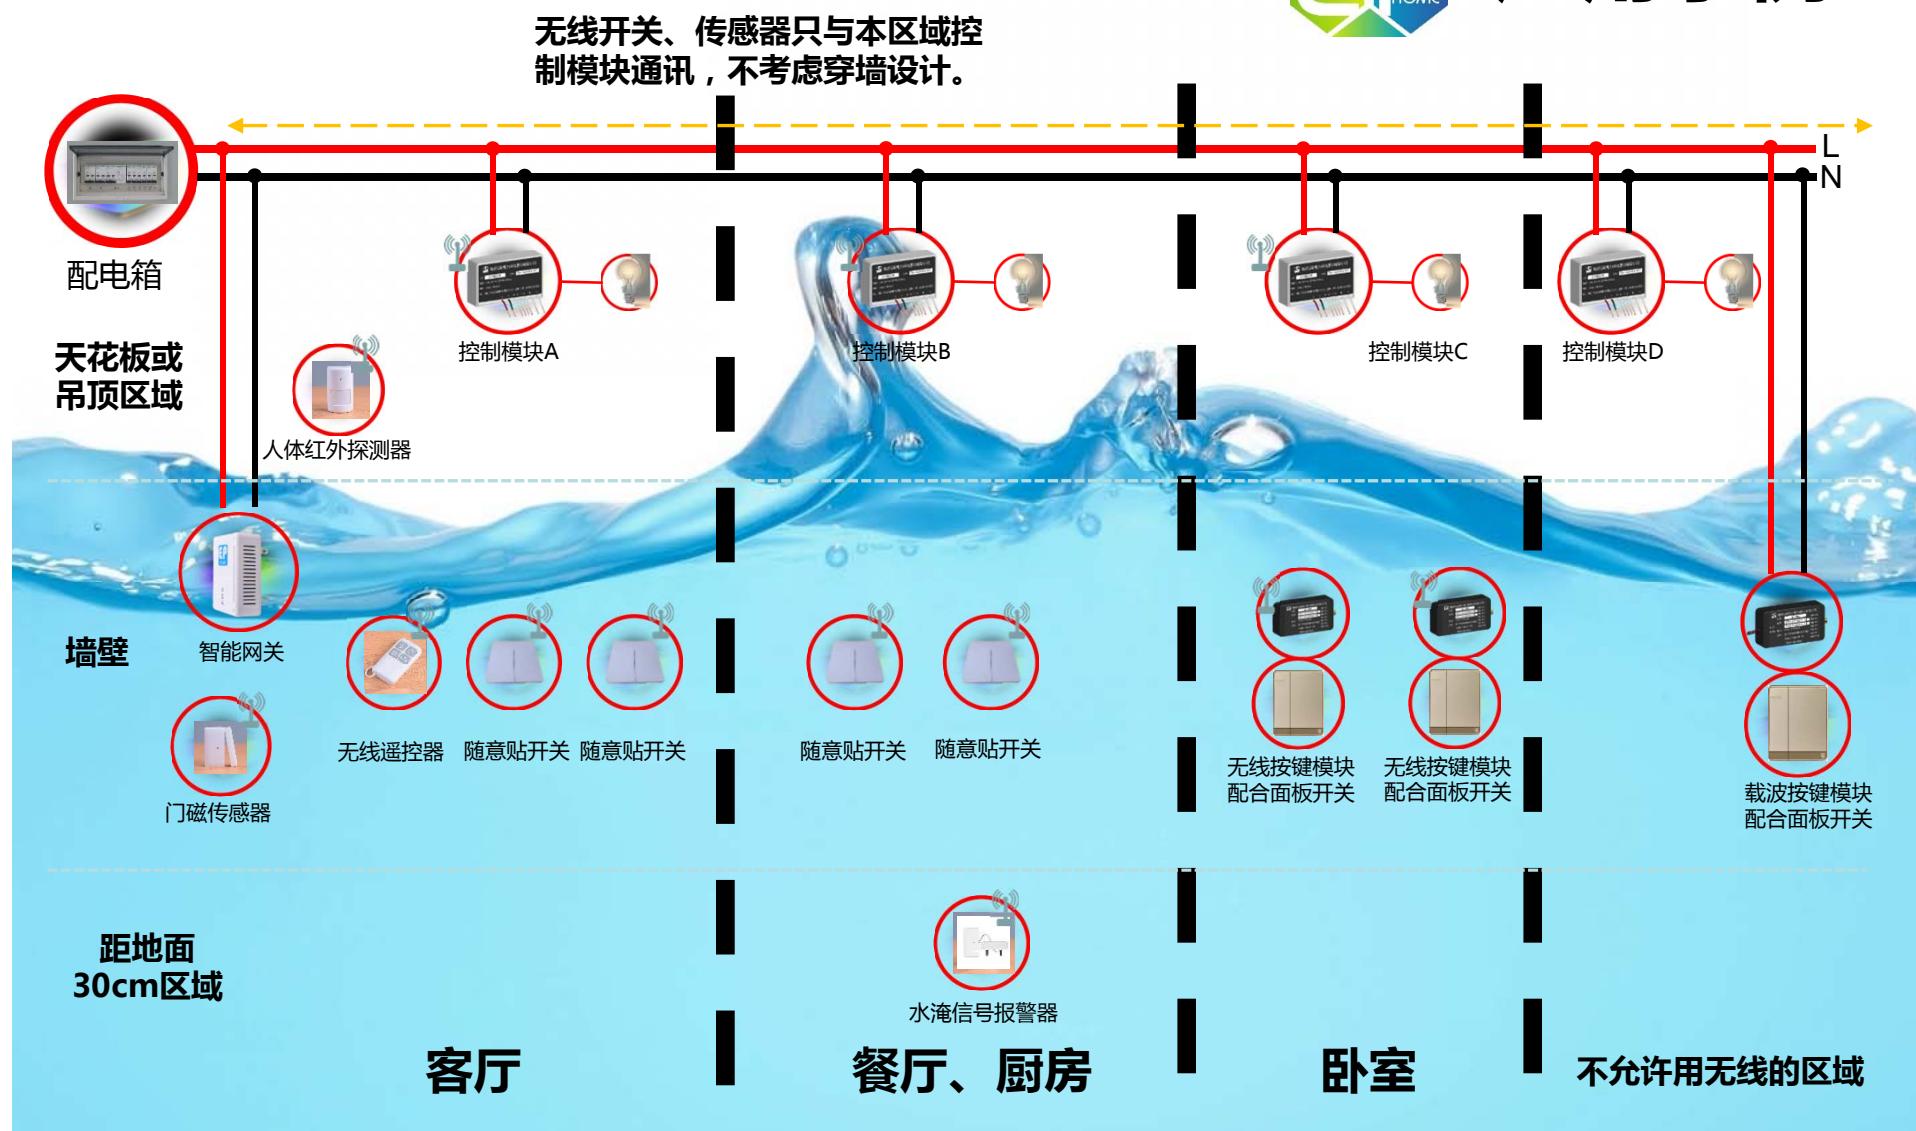 无线开关、传感器只与本区域控
制模块通讯，不考虑穿墙设计。
L
N
配电箱
天花板或
吊顶区域
控制模块A
控制模块B
控制模块C
控制模块D
人体红外探测器
墙壁
智能网关
门磁传感器
无线遥控器
随意贴开关
随意贴开关
随意贴开关
随意贴开关
无线按键模块
配合面板开关
无线按键模块
配合面板开关
载波按键模块
配合面板开关
距地面
30cm区域
水淹信号报警器
客厅
餐厅、厨房
卧室
不允许用无线的区域